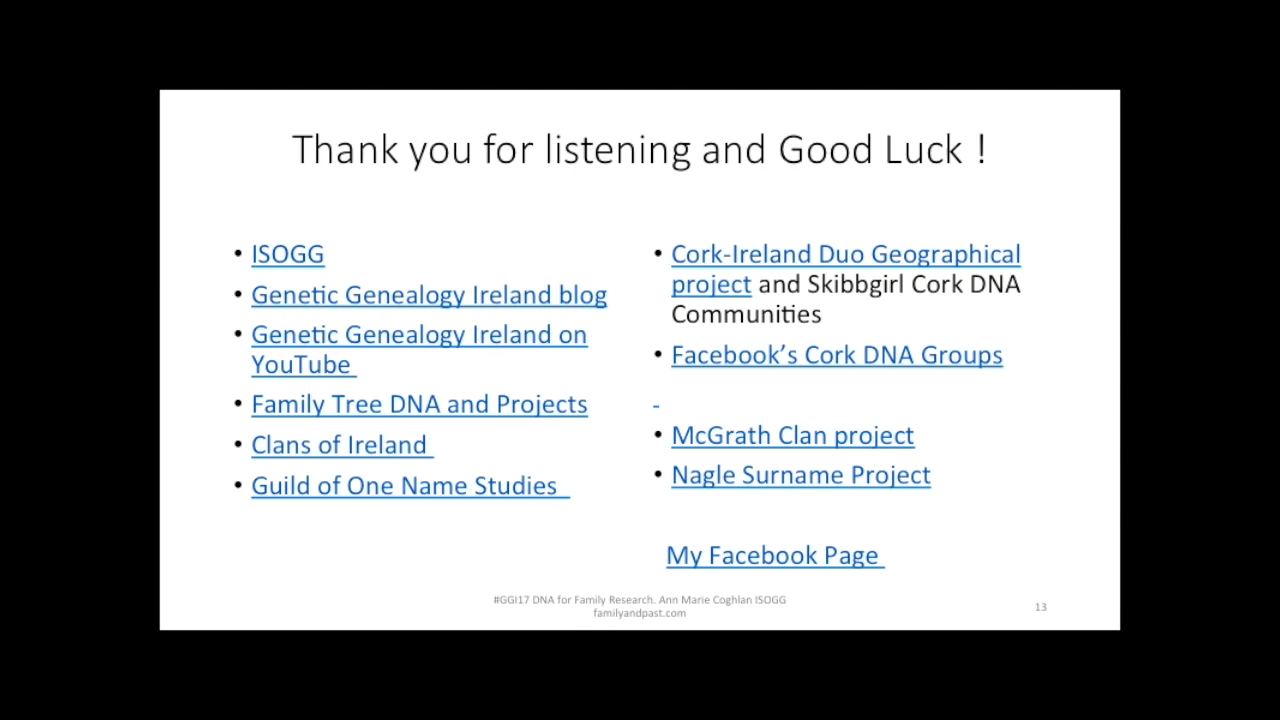 Thank you for listening and Good Luck !
• ISOGG
• Genetic Genealogy Ireland blog
• Genetic Genealogy Ireland on
YouTube
• Family Tree DNA and Projects
• Clans of Ireland
• Guild of One Name Studies
• Cork-Ireland Duo Geographical
project and Skibbgirl Cork DNA
Communities
• Facebook’s Cork DNA Groups
• McGrath Clan project
• Nagle Surname Project
My Facebook Page
#GGI17 DNA for Family Research. Ann Marie Coghlan ISOGG
familyandpast.com
13